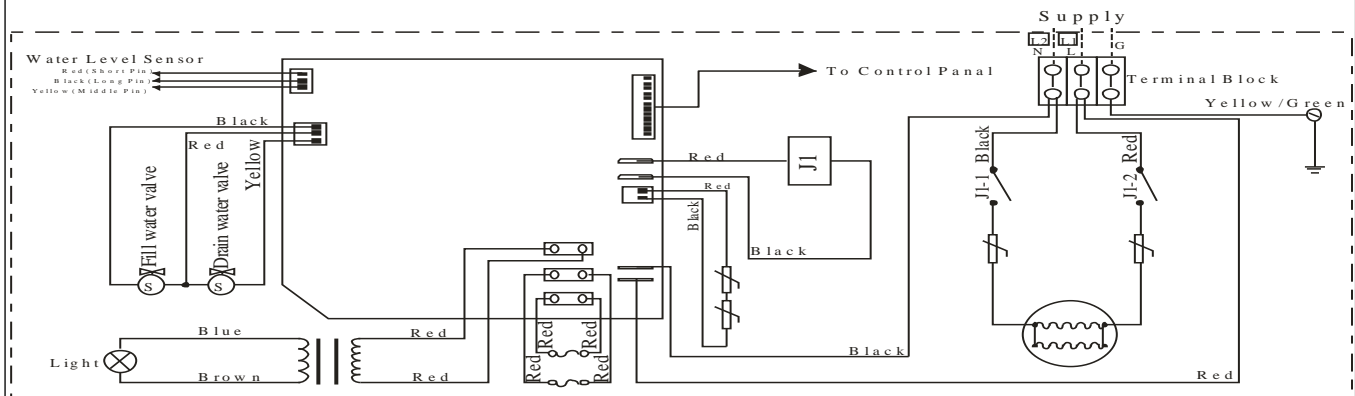 Supply
L2 L1
N L G
Water Level Sensor
Red(Short Pin)
Black(Long Pin)
Yellow(Middle Pin)
To Control Panal
Terminal Block
Yellow/Green
Black
Red
Yellow
Fill water valve
Drain water valve
S
S
Red
J1
Red
Black
Black
J1-1
Black
J1-2
Red
Blue
Red
Light
Brown
Red
Red
Red
Red
Red
Black
Red